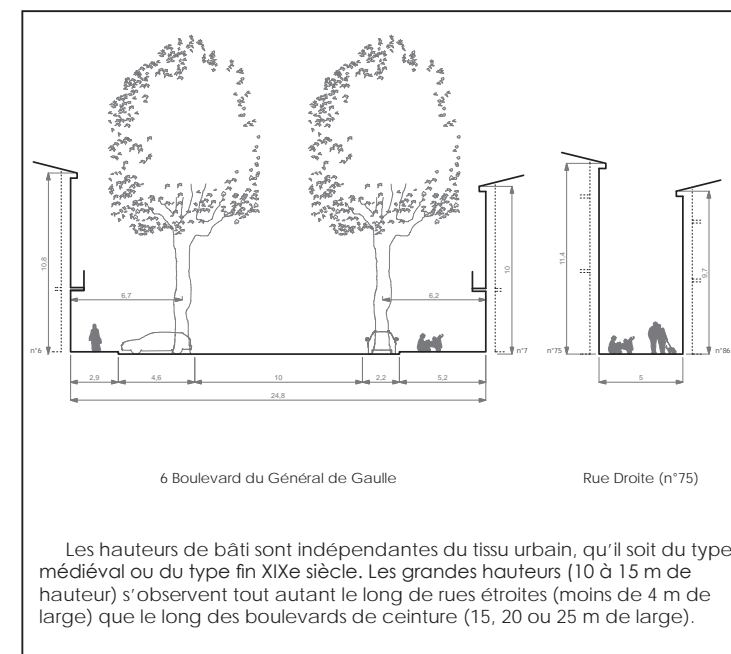 10,8
6,7
6,2
10
11,4
9,7
n°6
n°7
n°75
n°86
2,9
4,6
10
2,2
5,2
5
24,8
6 Boulevard du Général de Gaulle
Rue Droite (n°75)
Les hauteurs de bâti sont indépendantes du tissu urbain, qu'il soit du type
médiéval ou du type fin XIXe siècle. Les grandes hauteurs (10 à 15 m de
hauteur) s'observent tout autant le long de rues étroites (moins de 4 m de
large) que le long des boulevards de ceinture (15, 20 ou 25 m de large).